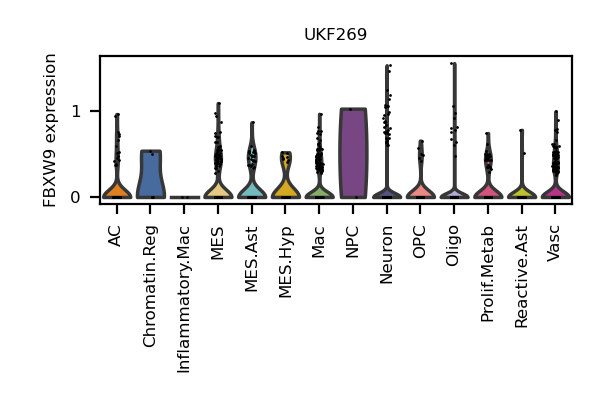 UKF269
FBXW9 expression
1
0
AC
Chromatin.Reg
Inflammatory.Mac
MES
MES.Ast
MES.Hyp
Mac
NPC
Neuron
OPC
Oligo
Prolif.Metab
Reactive.Ast
Vasc